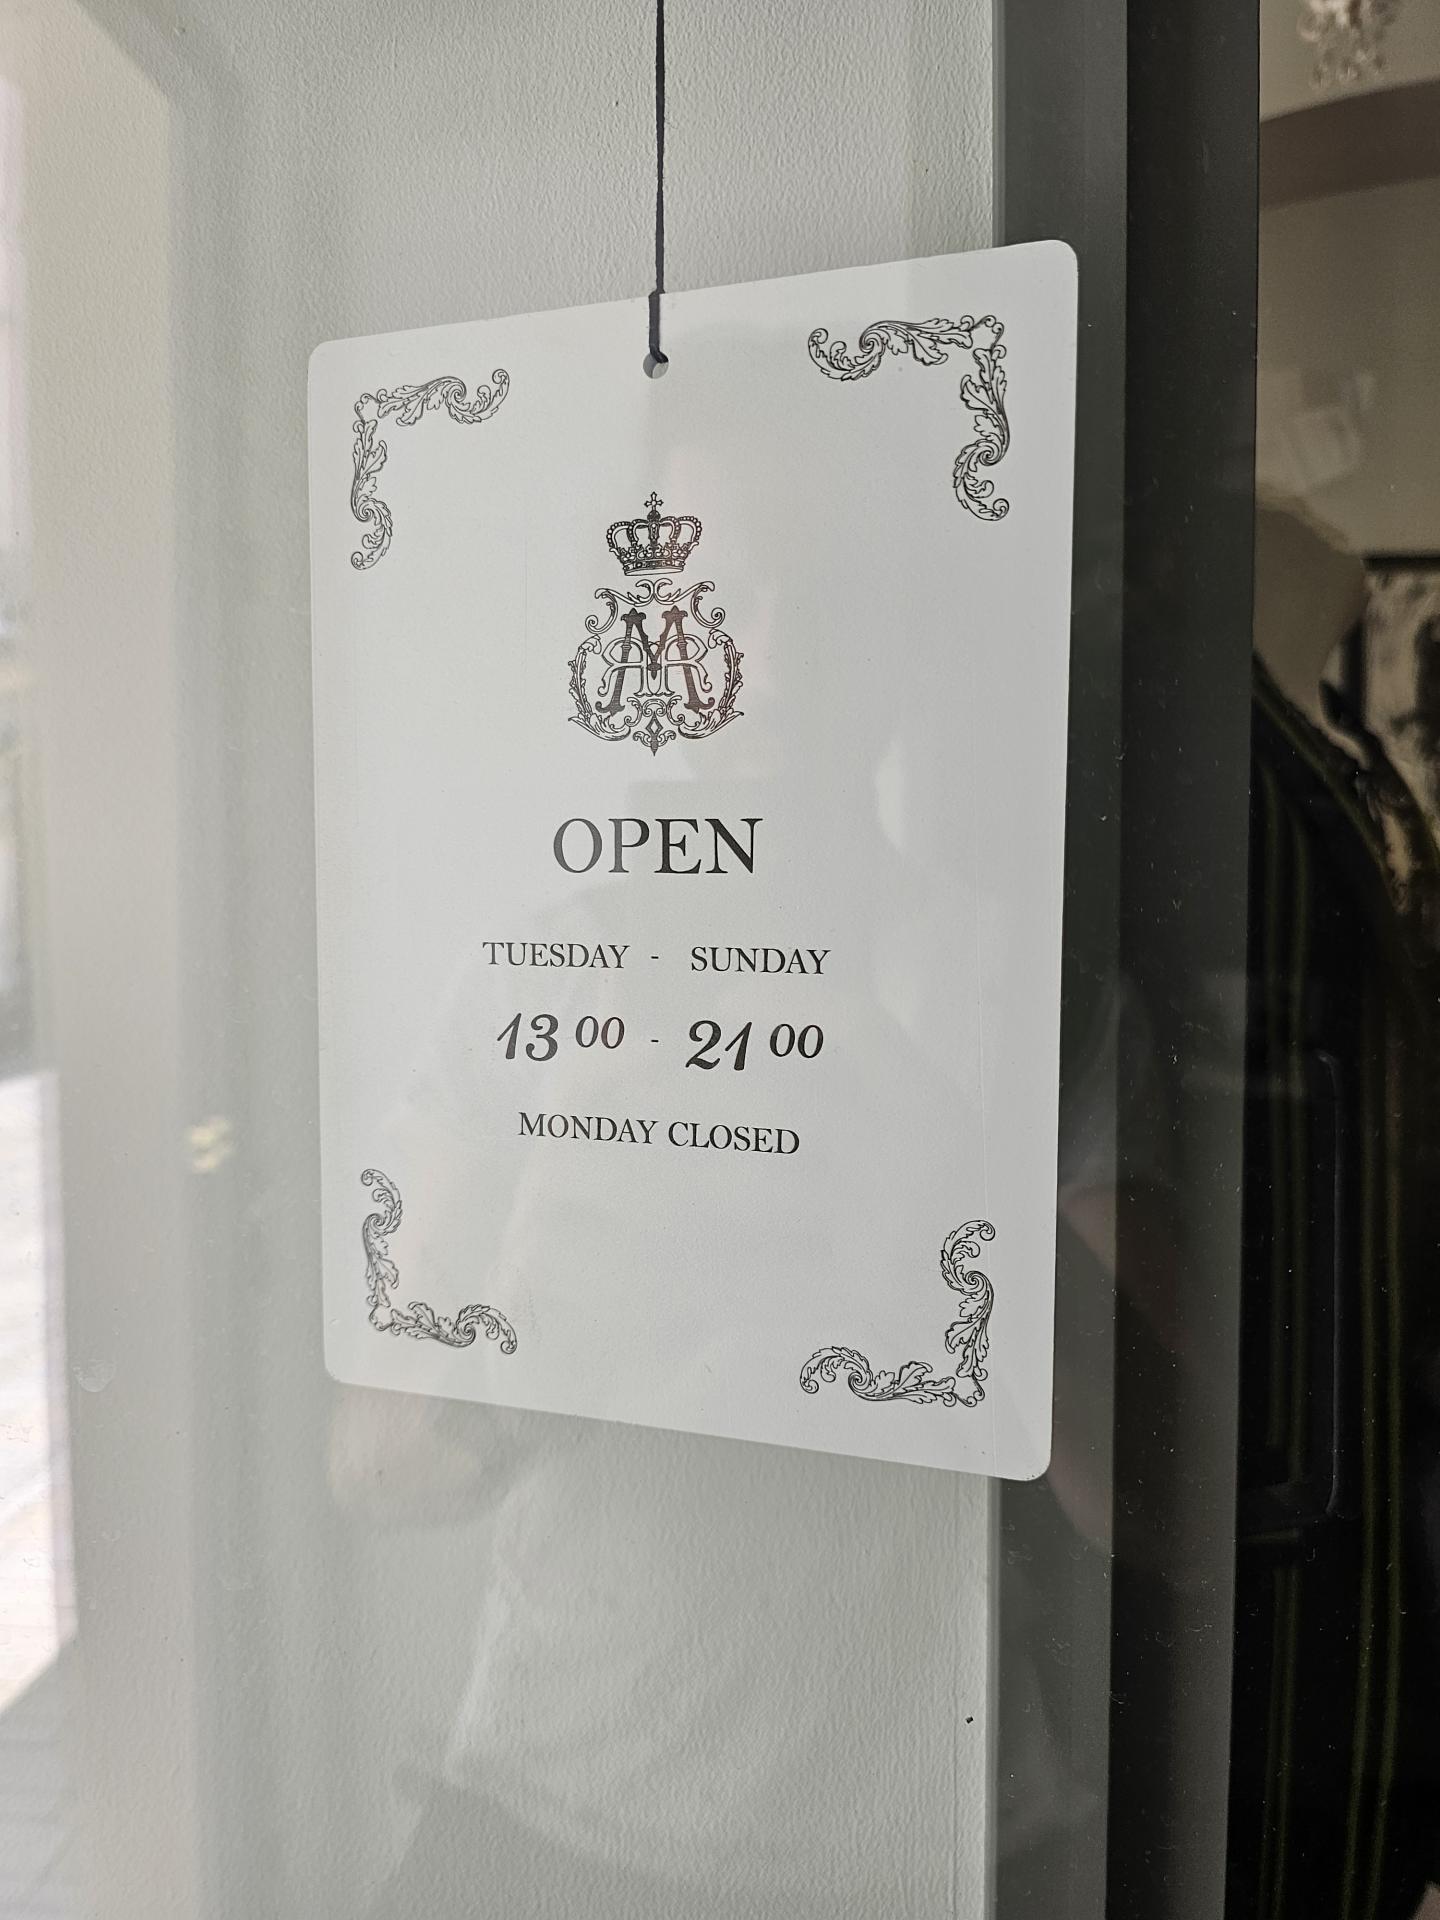 OPEN
TUESDAY - SUNDAY
13 00 - 21 00
MONDAY CLOSED